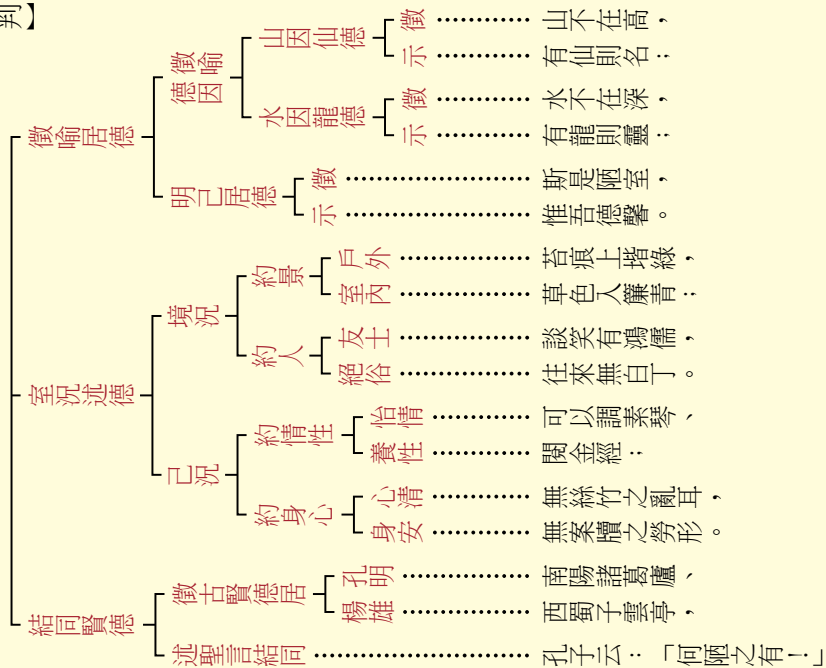 判】
徵喻居德
徵喻
德因
山因仙德
徵
山不在高，
示
有仙則名；
水因龍德
徵
水不在深，
示
有龍則靈；
明己居德
徵
斯是陋室，
示
惟吾德馨。
室況述德
境況
約景
戶外
苔痕上堦綠，
室內
草色入簾青；
約人
友士
談笑有鴻儒，
絕俗
往來無白丁。
己況
約情性
怡情
可以調素琴、
養性
閱金經；
約身心
心清
無絲竹之亂耳，
身安
無案牘之勞形。
結同賢德
徵古賢德居
孔明
南陽諸葛廬、
楊雄
西蜀子雲亭，
述聖言結同
孔子云：「何陋之有！」